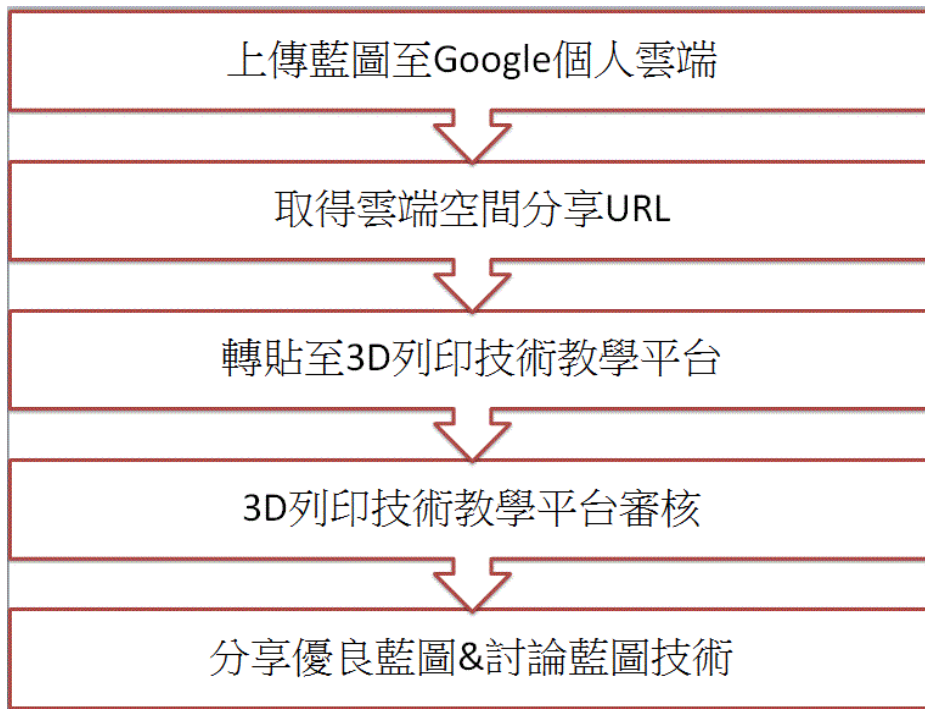 上傳藍圖至Google個人雲端
取得雲端空間分享URL
轉貼至3D列印技術教學平台
3D列印技術教學平台審核
分享優良藍圖&討論藍圖技術